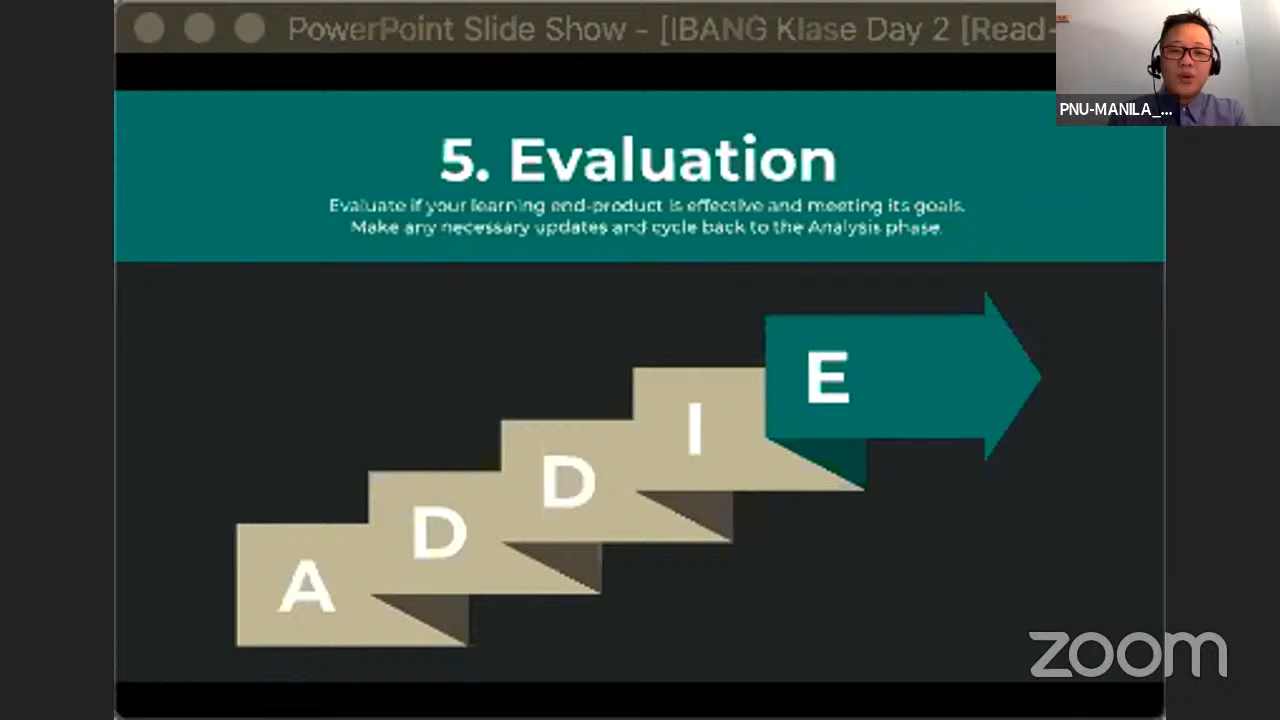 PowerPoint Slide Show - [IBANG Klase Day 2 [Read-
PNU-MANILA_...
5. Evaluation
Evaluate if your learning end-product is effective and meeting its goals.
Make any necessary updates and cycle back to the Analysis phase.
E
I
D
D
A
zoom